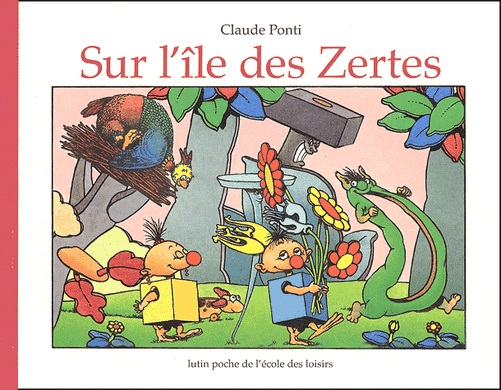 Claude Ponti
Sur l'île des Zertes
lutin poche de l'école des loisirs